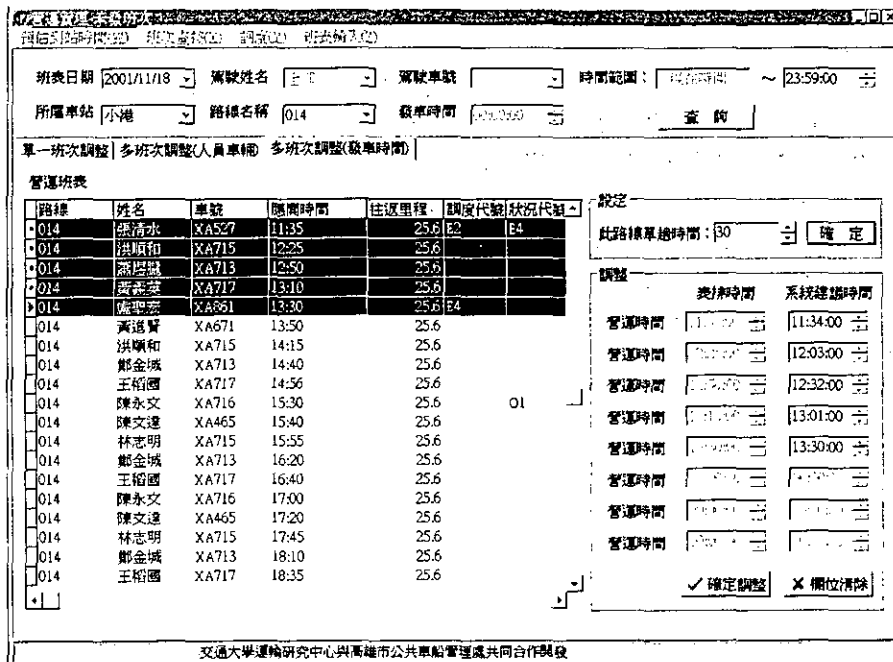 班表日期 2001/11/18 駕駛姓名 駕駛車號 時間範圍： ～ 23:59:00
所屬車站 小港 路線名稱 014 發車時間 查 詢
單一班次調整 多班次調整(人員車輛) 多班次調整(發車時間)
營運班表
路線 姓名 車號 應開時間 往返里程 調度代號 狀況代號
014 張清水 XA527 11:35 25.6 E2 E4
014 洪順和 XA715 12:25 25.6
014 XA713 12:50 25.6
014 XA717 13:10 25.6
014 XA861 13:30 25.6 E4
014 黃進賢 XA671 13:50 25.6
014 洪順和 XA715 14:15 25.6
014 鄭金城 XA713 14:40 25.6
014 王稻國 XA717 14:56 25.6
014 陳永文 XA716 15:30 25.6 O1
014 陳文達 XA465 15:40 25.6
014 林志明 XA715 15:55 25.6
014 鄭金城 XA713 16:20 25.6
014 王稻國 XA717 16:40 25.6
014 陳永文 XA716 17:00 25.6
014 陳文達 XA465 17:20 25.6
014 林志明 XA715 17:45 25.6
014 鄭金城 XA713 18:10 25.6
014 王稻國 XA717 18:35 25.6
設定
此路線單趟時間：30 確 定
調整
表排時間 系統建議時間
營運時間 11:34:00
營運時間 12:03:00
營運時間 12:32:00
營運時間 13:01:00
營運時間 13:30:00
營運時間
營運時間
營運時間
確定調整 欄位清除
交通大學運輸研究中心與高雄市公共車船管理處共同合作開發